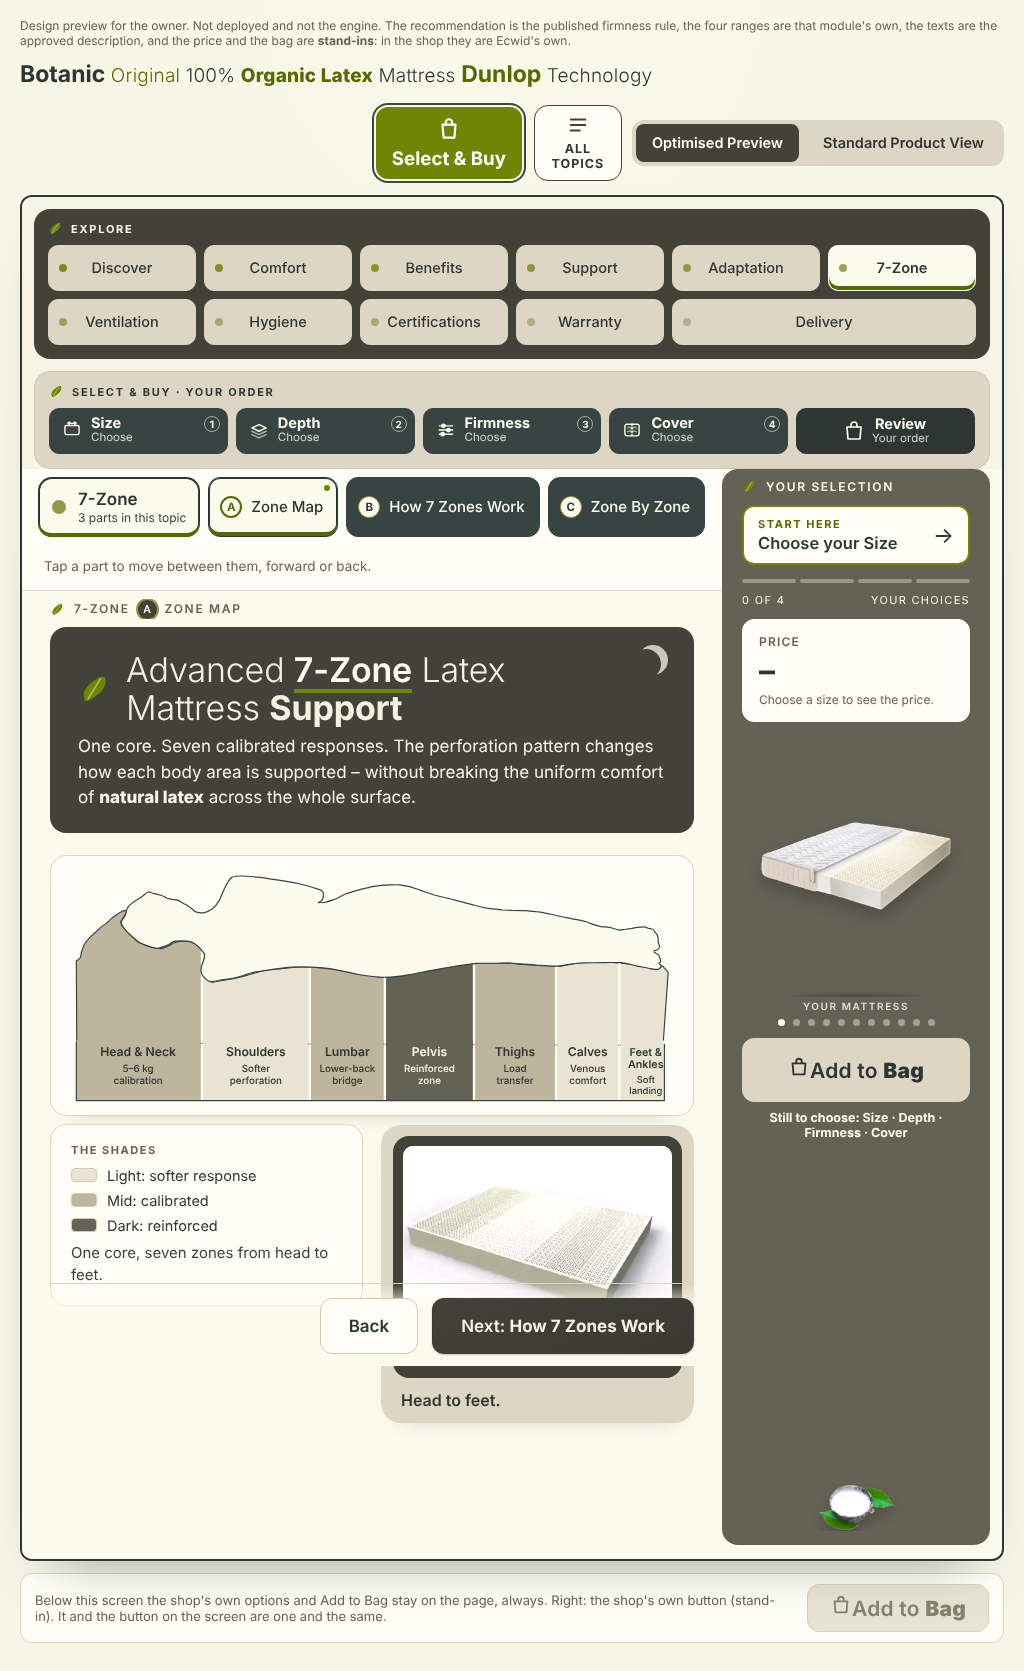 Design preview for the owner. Not deployed and not the engine. The recommendation is the published firmness rule, the four ranges are that module's own, the texts are the
approved description, and the price and the bag are stand-ins: in the shop they are Ecwid's own.
Botanic Original 100% Organic Latex Mattress Dunlop Technology
Select & Buy
ALL
TOPICS
Optimised Preview
Standard Product View
EXPLORE
Discover
Comfort
Benefits
Support
Adaptation
7-Zone
Ventilation
Hygiene
Certifications
Warranty
Delivery
SELECT & BUY · YOUR ORDER
Size
Choose
1
Depth
Choose
2
Firmness
Choose
3
Cover
Choose
4
Review
Your order
7-Zone
3 parts in this topic
A Zone Map
B How 7 Zones Work
C Zone By Zone
Tap a part to move between them, forward or back.
7-ZONE A ZONE MAP
Advanced 7-Zone Latex
Mattress Support
One core. Seven calibrated responses. The perforation pattern changes
how each body area is supported – without breaking the uniform comfort
of natural latex across the whole surface.
Head & Neck
5–6 kg
calibration
Shoulders
Softer
perforation
Lumbar
Lower-back
bridge
Pelvis
Reinforced
zone
Thighs
Load
transfer
Calves
Venous
comfort
Feet &
Ankles
Soft
landing
THE SHADES
Light: softer response
Mid: calibrated
Dark: reinforced
One core, seven zones from head to
feet.
Back
Next: How 7 Zones Work
Head to feet.
YOUR SELECTION
START HERE
Choose your Size
0 OF 4
YOUR CHOICES
PRICE
–
Choose a size to see the price.
YOUR MATTRESS
Add to Bag
Still to choose: Size · Depth ·
Firmness · Cover
Below this screen the shop's own options and Add to Bag stay on the page, always. Right: the shop's own button (stand-
in). It and the button on the screen are one and the same.
Add to Bag